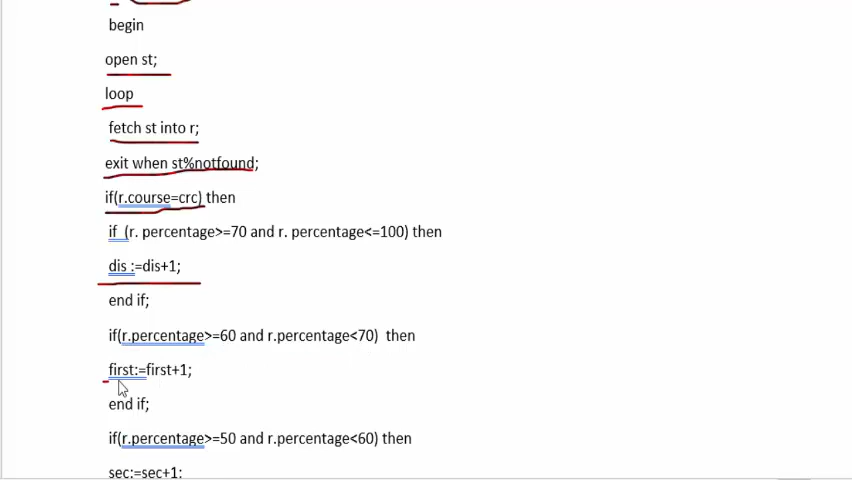 begin
open st;
loop
fetch st into r;
exit when st%notfound;
if(r.course=crc) then
if (r. percentage>=70 and r. percentage<=100) then
dis :=dis+1;
end if;
if(r.percentage>=60 and r.percentage<70) then
first:=first+1;
end if;
if(r.percentage>=50 and r.percentage<60) then
sec:=sec+1;